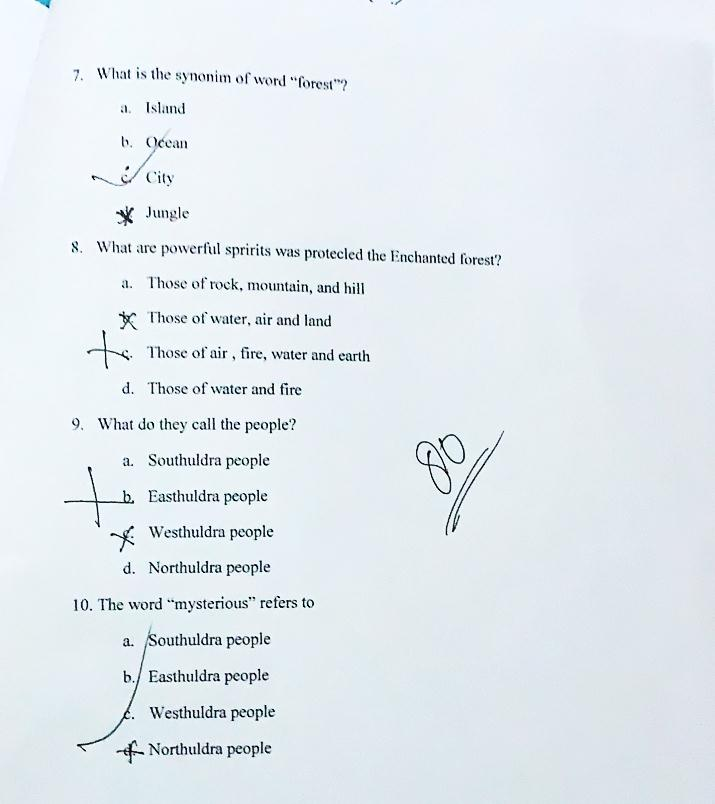 7. What is the synonim of word "forest"?
a. Island
b. Ocean
c. City
Jungle
8. What are powerful spririts was protecled the Enchanted forest?
a. Those of rock, mountain, and hill
Those of water, air and land
c. Those of air , fire, water and earth
d. Those of water and fire
9. What do they call the people?
a. Southuldra people
b. Easthuldra people
Westhuldra people
d. Northuldra people
80
10. The word "mysterious" refers to
a. Southuldra people
b. Easthuldra people
c. Westhuldra people
Northuldra people